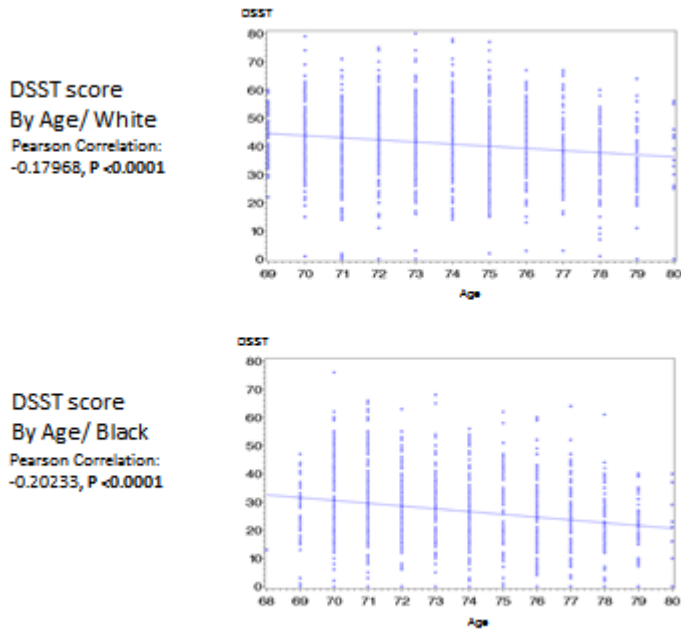 DSST
80
70
60
50
40
30
20
10
0
69 70 71 72 73 74 75 76 77 78 79 80
Age
DSST score
By Age/ White
Pearson Correlation:
-0.17968, P <0.0001
DSST
80
70
60
50
40
30
20
10
0
68 69 70 71 72 73 74 75 76 77 78 79 80
Age
DSST score
By Age/ Black
Pearson Correlation:
-0.20233, P <0.0001